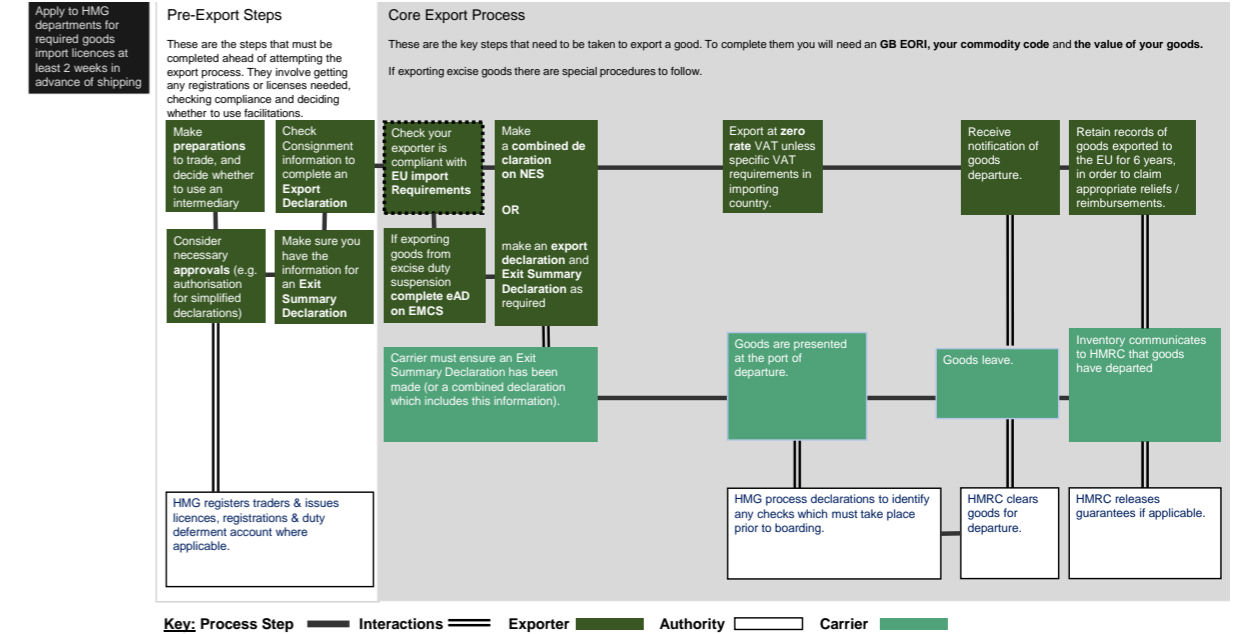 Apply to HMG
departments for
required goods
import licences at
least 2 weeks in
advance of shipping
Pre-Export Steps
These are the steps that must be
completed ahead of attempting the
export process. They involve getting
any registrations or licenses needed,
checking compliance and deciding
whether to use facilitations.
Core Export Process
These are the key steps that need to be taken to export a good. To complete them you will need an GB EORI, your commodity code and the value of your goods.
If exporting excise goods there are special procedures to follow.
Make
preparations
to trade, and
decide whether
to use an
intermediary
Check
Consignment
information to
complete an
Export
Declaration
Check your
exporter is
compliant with
EU import
Requirements
Make
a combined de
claration
on NES
OR
make an export
declaration and
Exit Summary
Declaration as
required
Export at zero
rate VAT unless
specific VAT
requirements in
importing
country.
Receive
notification of
goods
departure.
Retain records of
goods exported to
the EU for 6 years,
in order to claim
appropriate reliefs /
reimbursements.
Consider
necessary
approvals (e.g.
authorisation
for simplified
declarations)
Make sure you
have the
information for
an Exit
Summary
Declaration
If exporting
goods from
excise duty
suspension
complete eAD
on EMCS
Carrier must ensure an Exit
Summary Declaration has been
made (or a combined declaration
which includes this information).
Goods are presented
at the port of
departure.
Goods leave.
Inventory communicates
to HMRC that goods
have departed
HMG registers traders & issues
licences, registrations & duty
deferment account where
applicable.
HMG process declarations to identify
any checks which must take place
prior to boarding.
HMRC clears
goods for
departure.
HMRC releases
guarantees if applicable.
Key: Process Step Interactions Exporter Authority Carrier